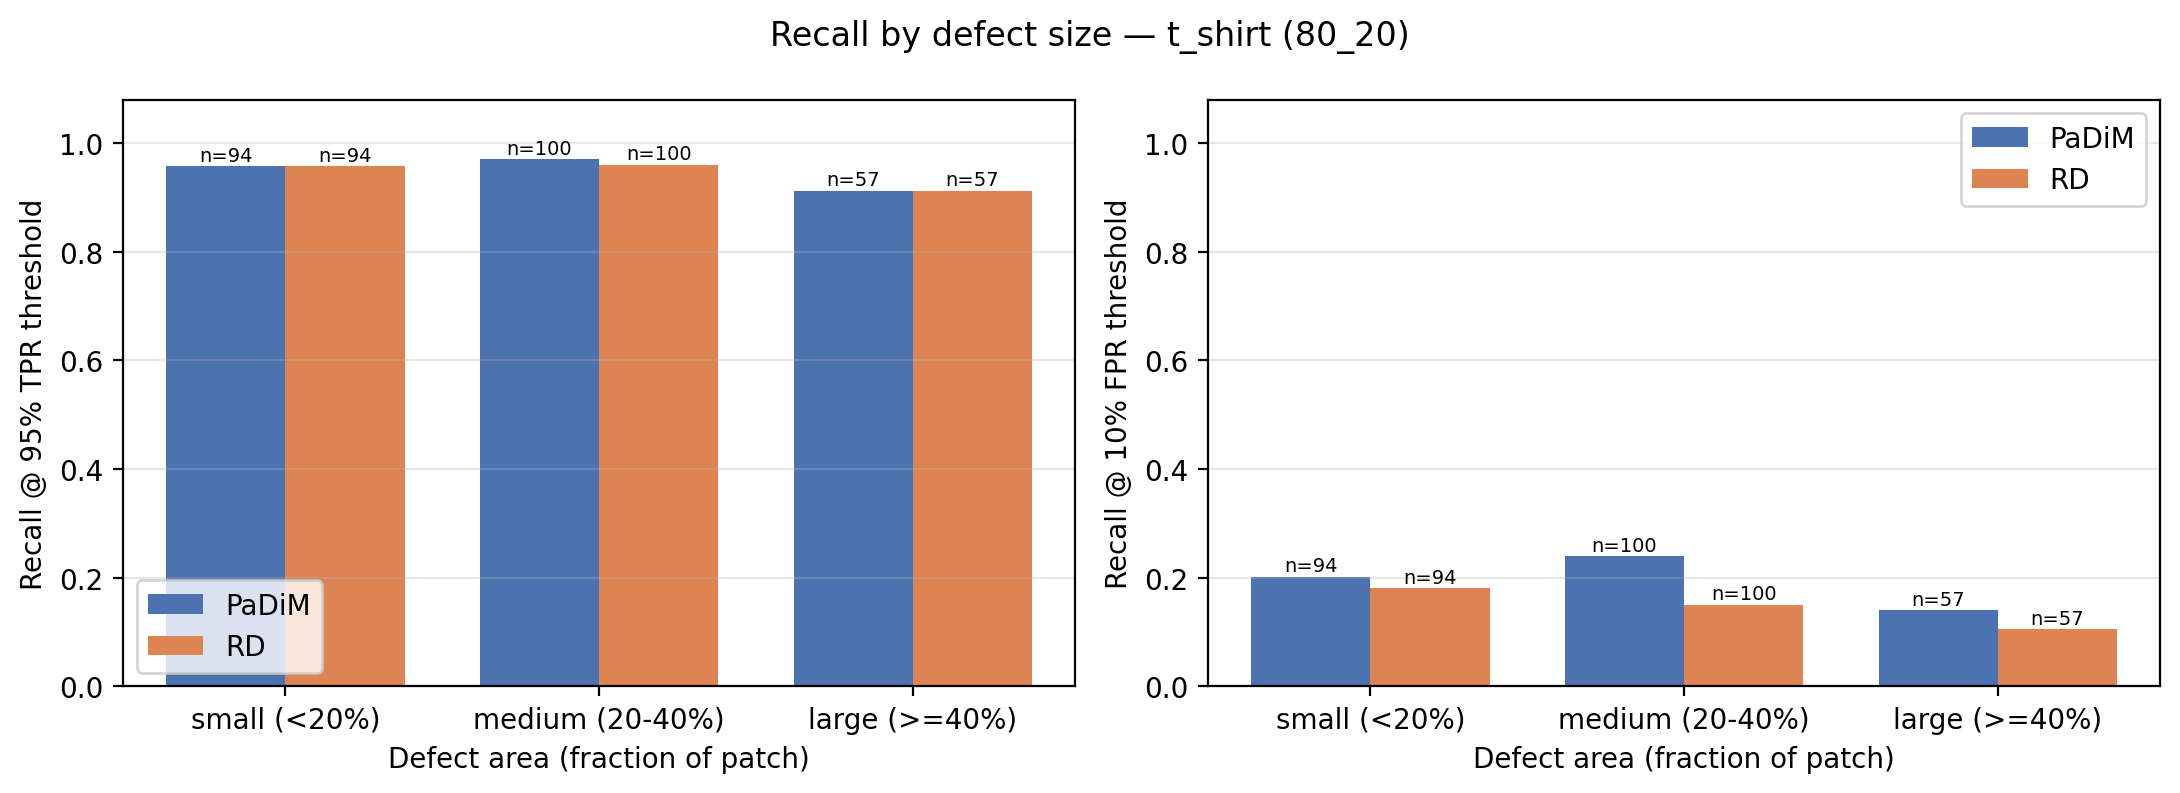 Recall by defect size — t_shirt (80_20)
Recall @ 95% TPR threshold
1.0
0.8
0.6
0.4
0.2
0.0
n=94
n=94
n=100
n=100
n=57
n=57
PaDiM
RD
small (<20%)
medium (20-40%)
large (>=40%)
Defect area (fraction of patch)
Recall @ 10% FPR threshold
1.0
0.8
0.6
0.4
0.2
0.0
PaDiM
RD
n=94
n=94
n=100
n=100
n=57
n=57
small (<20%)
medium (20-40%)
large (>=40%)
Defect area (fraction of patch)